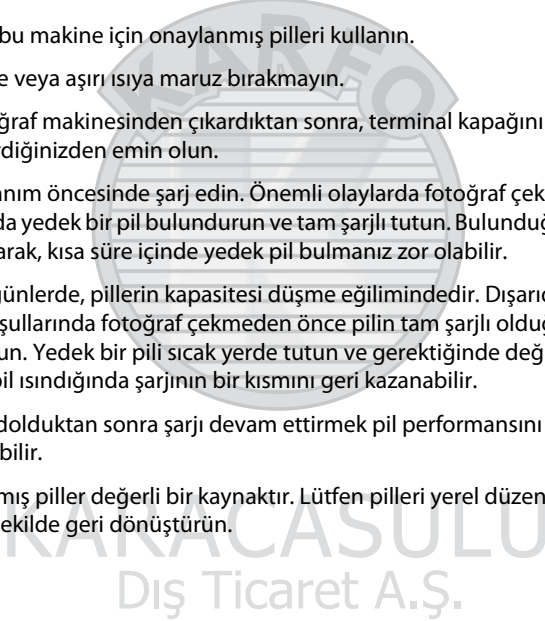 bu makine için onaylanmış pilleri kullanın.
e veya aşırı ısıya maruz bırakmayın.
ğraf makinesinden çıkardıktan sonra, terminal kapağını
rdiğinizden emin olun.
anım öncesinde şarj edin. Önemli olaylarda fotoğraf çek
da yedek bir pil bulundurun ve tam şarjlı tutun. Bulunduğ
arak, kısa süre içinde yedek pil bulmanız zor olabilir.
günlerde, pillerin kapasitesi düşme eğilimindedir. Dışarıd
şullarında fotoğraf çekmeden önce pilin tam şarjlı olduğ
un. Yedek bir pili sıcak yerde tutun ve gerektiğinde değ
pil ısındığında şarjının bir kısmını geri kazanabilir.
dolduktan sonra şarjı devam ettirmek pil performansını
bilir.
mış piller değerli bir kaynaktır. Lütfen pilleri yerel düzen
şekilde geri dönüştürün.
KARFO
KARACASULU
Dış Ticaret A.Ş.